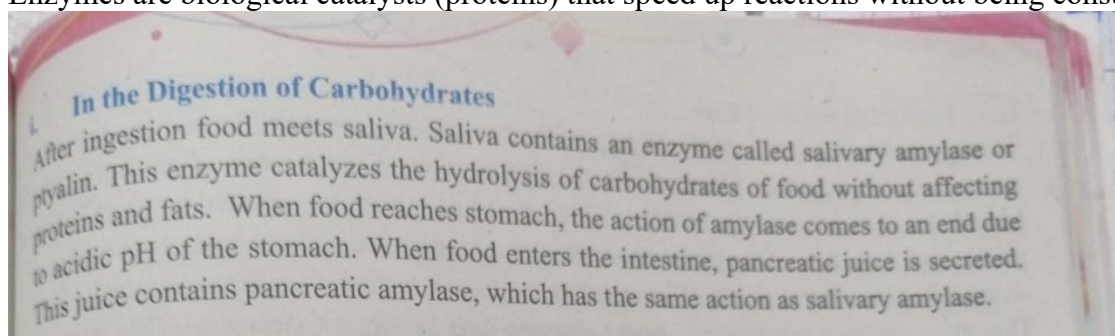 Enzymes are biological catalysts (proteins) that speed up reactions without being
i. In the Digestion of Carbohydrates
After ingestion food meets saliva. Saliva contains an enzyme called salivary amylase or
ptyalin. This enzyme catalyzes the hydrolysis of carbohydrates of food without affecting
proteins and fats. When food reaches stomach, the action of amylase comes to an end due
to acidic pH of the stomach. When food enters the intestine, pancreatic juice is secreted.
This juice contains pancreatic amylase, which has the same action as salivary amylase.